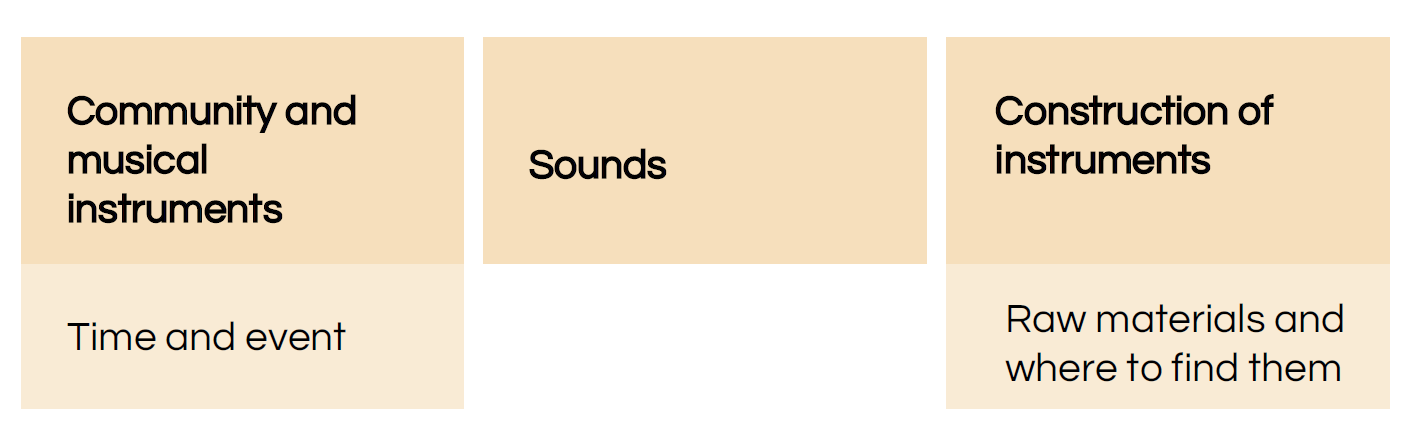 Community and
musical
instruments
Time and event
Sounds
Construction of
instruments
Raw materials and
where to find them